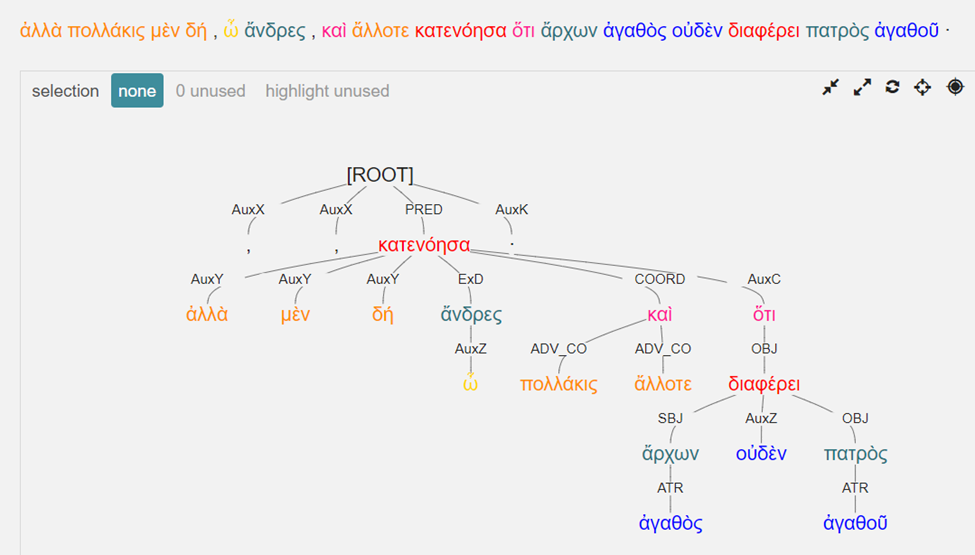 ἀλλὰ πολλάκις μὲν δή , ὦ ἄνδρες , καὶ ἄλλοτε κατενόησα ὅτι ἄρχων ἀγαθὸς οὐδὲν διαφέρει πατρὸς ἀγαθοῦ ·
selection none 0 unused highlight unused
[ROOT]
AuxX AuxX PRED AuxK
, , κατενόησα ·
AuxY AuxY AuxY ExD COORD AuxC
ἀλλὰ μὲν δή ἄνδρες καὶ ὅτι
AuxZ ADV_CO ADV_CO OBJ
ὦ πολλάκις ἄλλοτε διαφέρει
SBJ AuxZ OBJ
ἄρχων οὐδὲν πατρὸς
ATR ATR
ἀγαθὸς ἀγαθοῦ